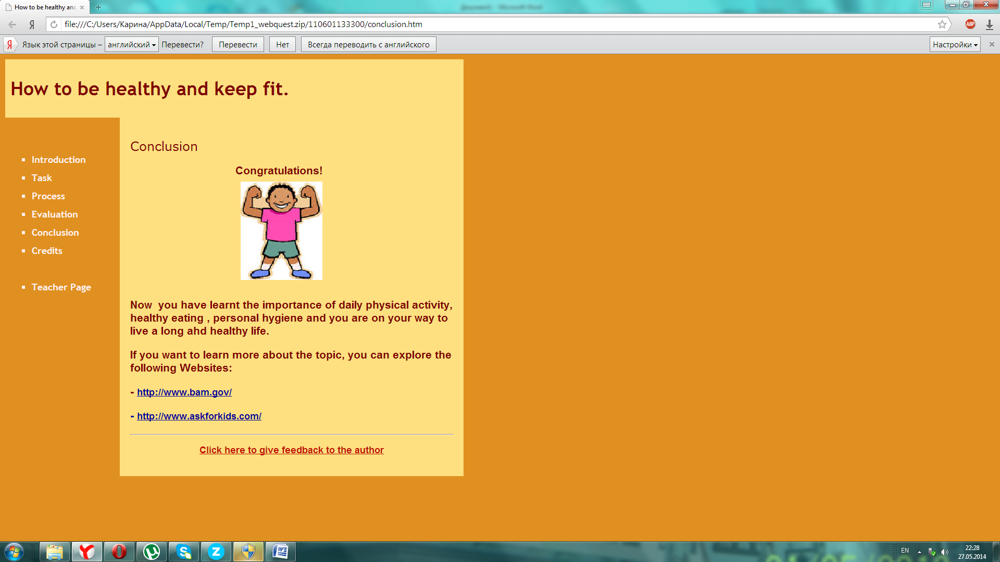 How to be healthy anc
Документ1 - Microsoft Word
Я
file:///C:/Users/Карина/AppData/Local/Temp/Temp1_webquest.zip/110601133300/conclusion.htm
ABP
Я Язык этой страницы – английский Перевести? Перевести Нет Всегда переводить с английского Настройки
How to be healthy and keep fit.
Introduction
Task
Process
Evaluation
Conclusion
Credits
Teacher Page
Conclusion
Congratulations!
Now you have learnt the importance of daily physical activity,
healthy eating , personal hygiene and you are on your way to
live a long ahd healthy life.
If you want to learn more about the topic, you can explore the
following Websites:
- http://www.bam.gov/
- http://www.askforkids.com/
Click here to give feedback to the author
EN
22:28
27.05.2014